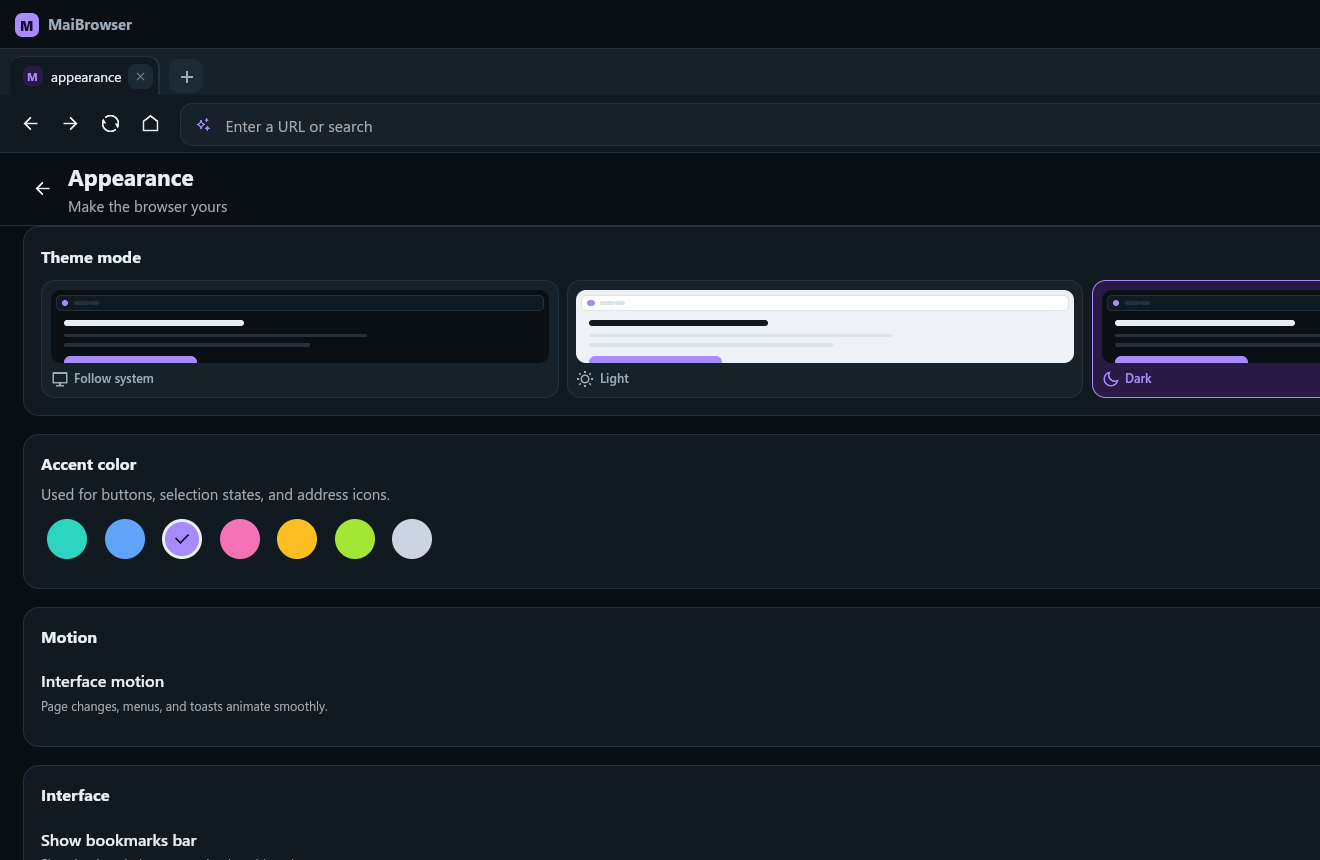 M MaiBrowser
M appearance
Enter a URL or search
Appearance
Make the browser yours
Theme mode
Follow system
Light
Dark
Accent color
Used for buttons, selection states, and address icons.
Motion
Interface motion
Page changes, menus, and toasts animate smoothly.
Interface
Show bookmarks bar